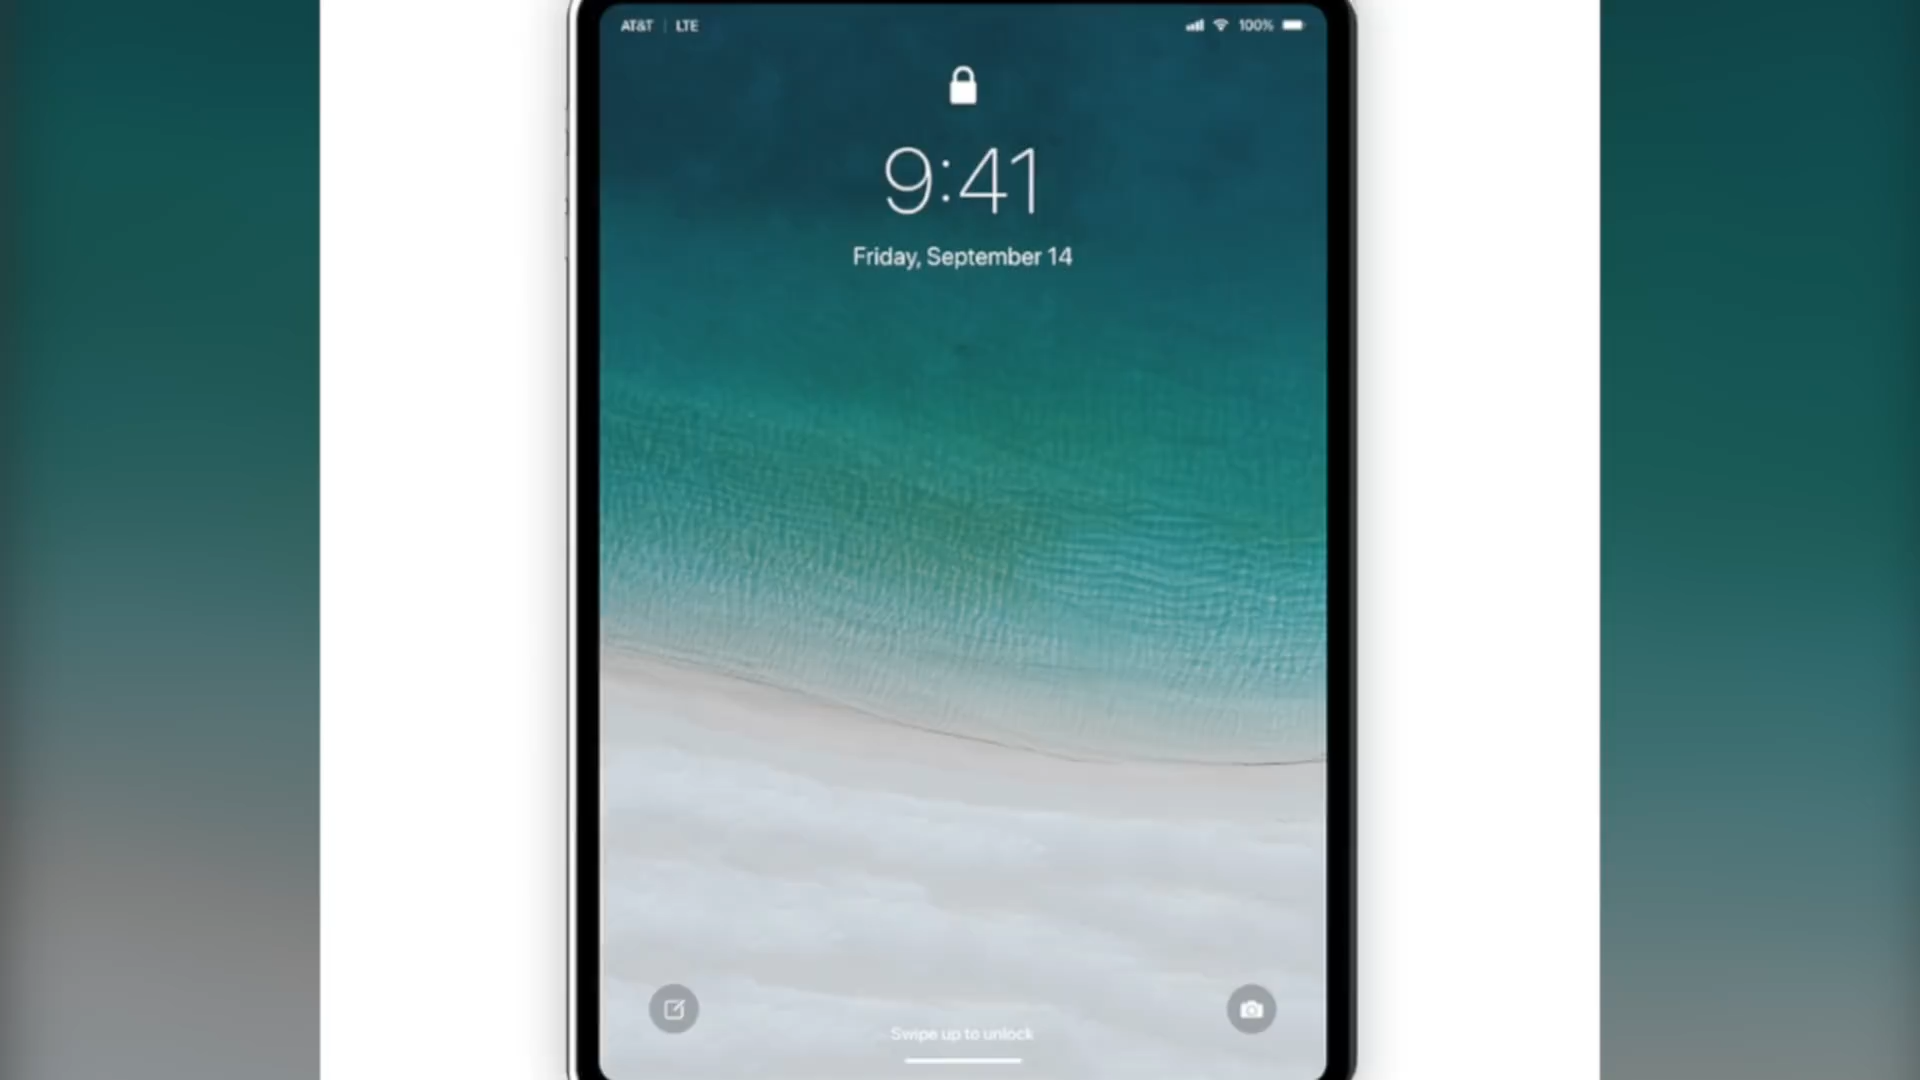 AT&T LTE 100%
9:41
Friday, September 14
Swipe up to unlock